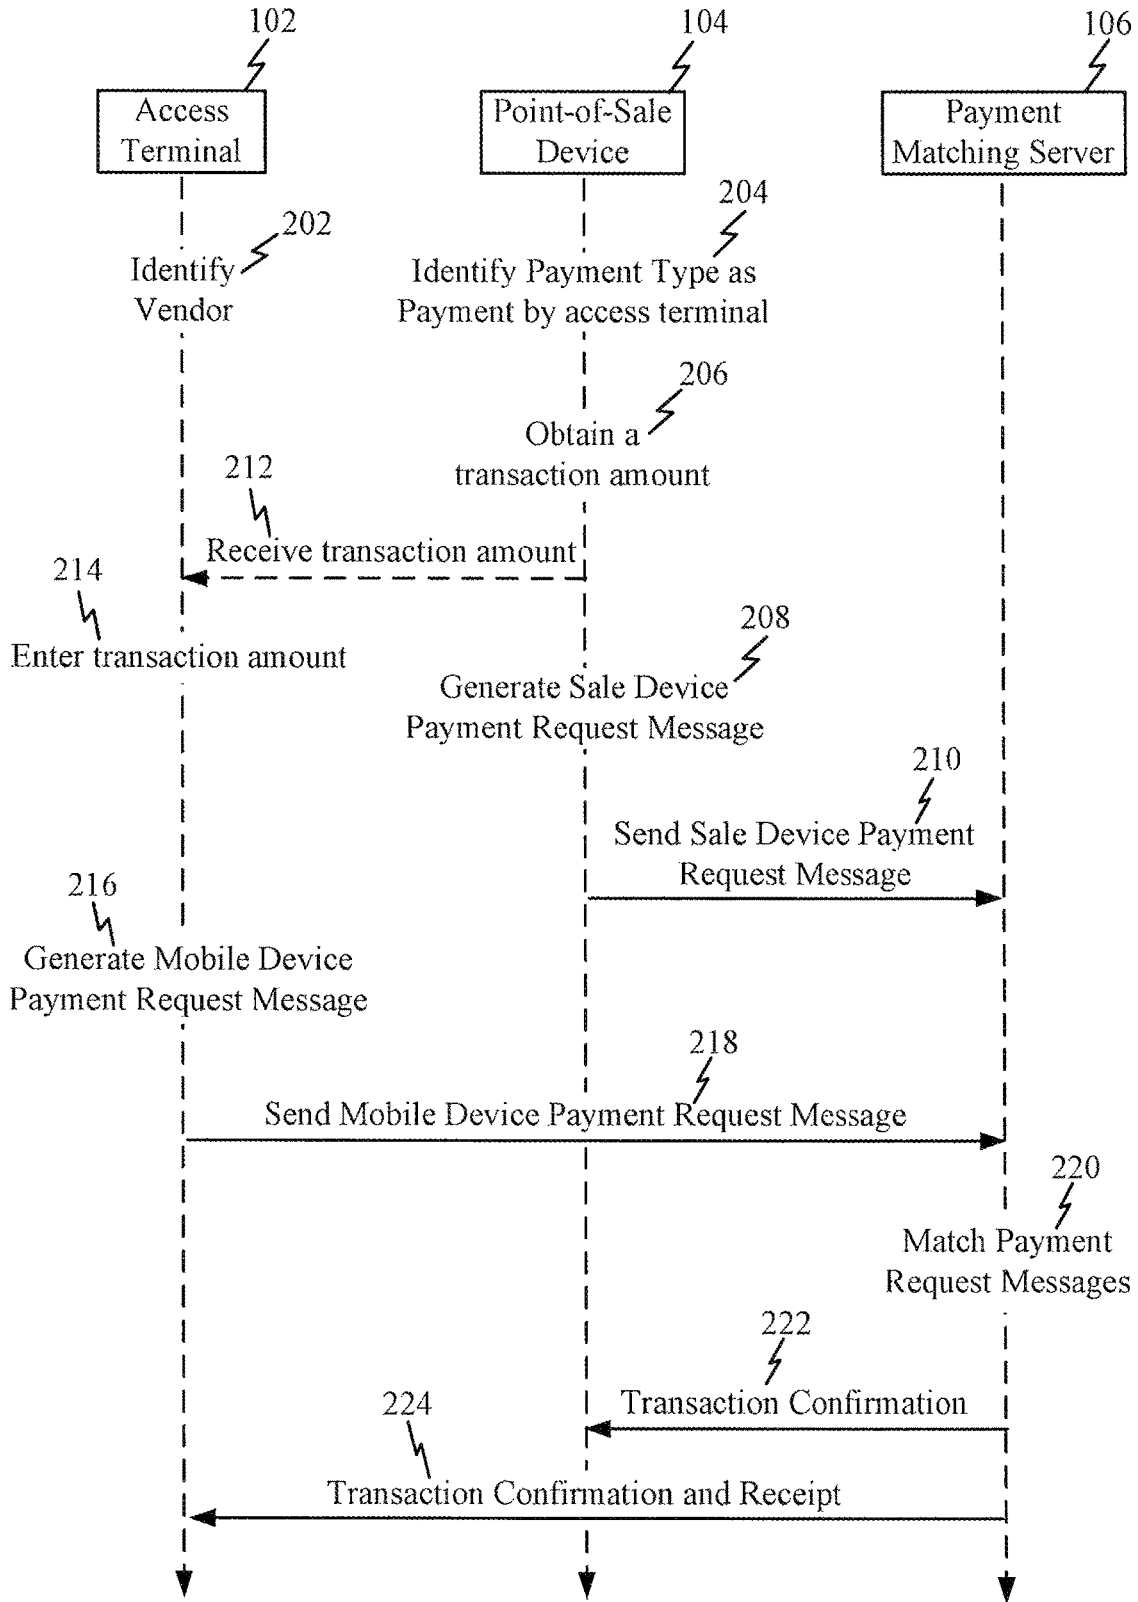 102
104
106
Access
Terminal
Point-of-Sale
Device
Payment
Matching Server
202
Identify
Vendor
204
Identify Payment Type as
Payment by access terminal
206
Obtain a
transaction amount
212
Receive transaction amount
214
Enter transaction amount
208
Generate Sale Device
Payment Request Message
210
Send Sale Device Payment
Request Message
216
Generate Mobile Device
Payment Request Message
218
Send Mobile Device Payment Request Message
220
Match Payment
Request Messages
222
Transaction Confirmation
224
Transaction Confirmation and Receipt